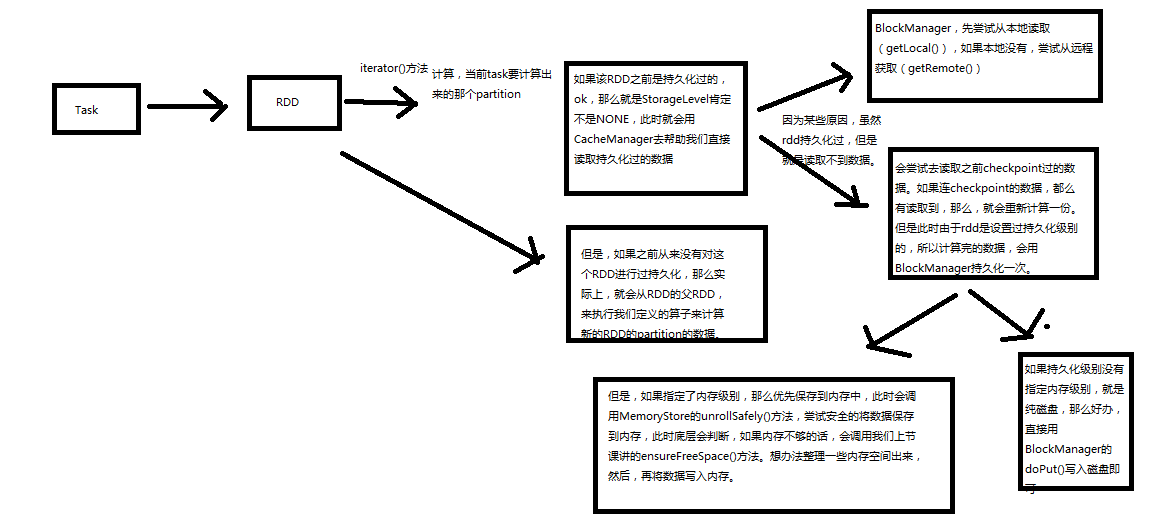 Task
RDD
iterator()方法
计算，当前task要计算出
来的那个partition
如果该RDD之前是持久化过的，
ok，那么就是StorageLevel肯定
不是NONE，此时就会用
CacheManager去帮助我们直接
读取持久化过的数据
BlockManager，先尝试从本地读取
（getLocal()），如果本地没有，尝试从远程
获取（getRemote()）
因为某些原因，虽然
rdd持久化过，但是
就是读取不到数据。
会尝试去读取之前checkpoint过的数
据。如果连checkpoint的数据，都么
有读取到，那么，就会重新计算一份。
但是此时由于rdd是设置过持久化级别
的，所以计算完的数据，会用
BlockManager持久化一次。
但是，如果之前从来没有对这
个RDD进行过持久化，那么实
际上，就会从RDD的父RDD，
来执行我们定义的算子来计算
新的RDD的partition的数据。
但是，如果指定了内存级别，那么优先保存到内存中，此时会调
用MemoryStore的unrollSafely()方法，尝试安全的将数据保存
到内存，此时底层会判断，如果内存不够的话，会调用我们上节
课讲的ensureFreeSpace()方法。想办法整理一些内存空间出来，
然后，再将数据写入内存。
如果持久化级别没有
指定内存级别，就是
纯磁盘，那么好办，
直接用
BlockManager的
doPut()写入磁盘即
可